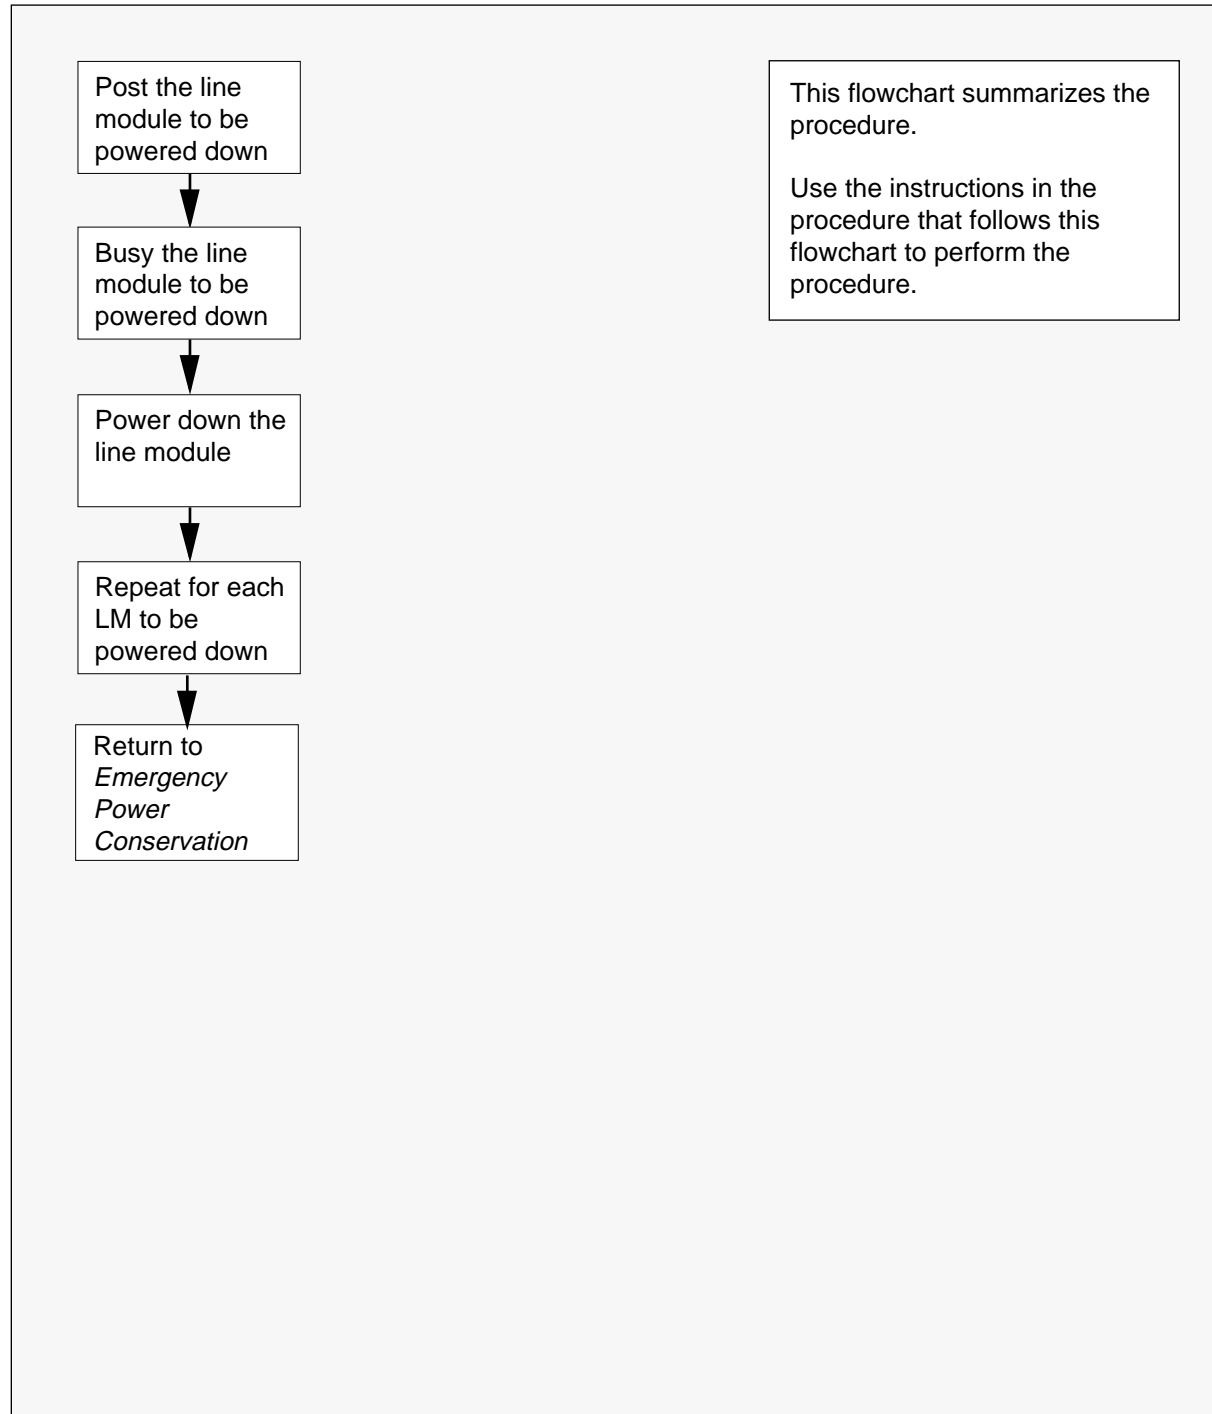 Post the line
module to be
powered down
Busy the line
module to be
powered down
Power down the
line module
Repeat for each
LM to be
powered down
Return to
Emergency
Power
Conservation
This flowchart summarizes the
procedure.
Use the instructions in the
procedure that follows this
flowchart to perform the
procedure.